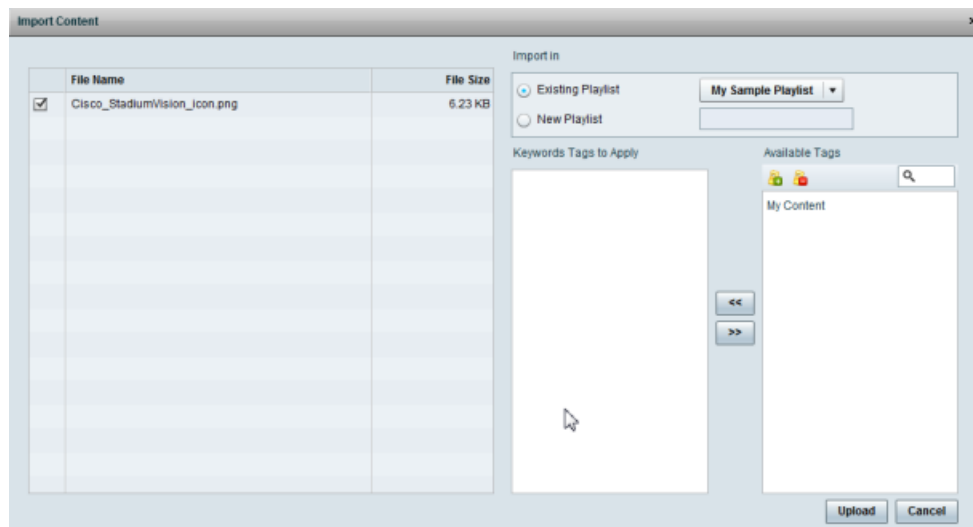 Import Content
File Name File Size
Cisco_StadiumVision_icon.png 6.23 KB
Import in
Existing Playlist My Sample Playlist
New Playlist
Keywords Tags to Apply
Available Tags
My Content
<<
>>
Upload Cancel